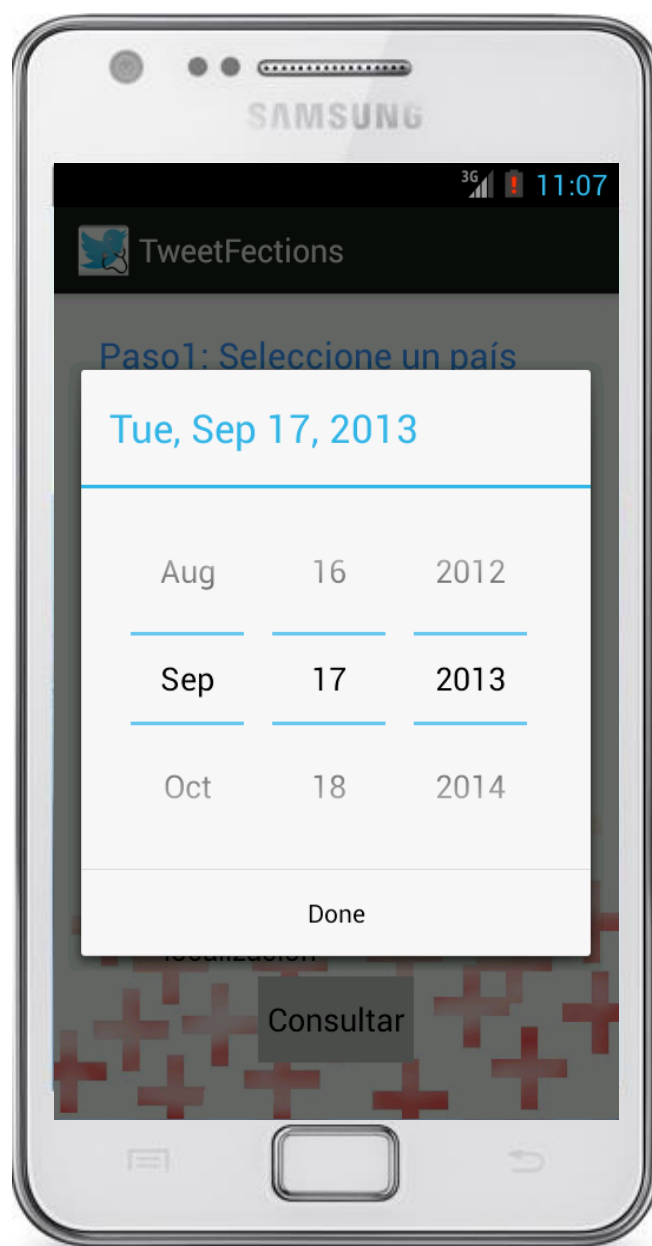 SAMSUNG
3G 11:07
TweetFections
Paso1: Seleccione un país
Tue, Sep 17, 2013
Aug 16 2012
Sep 17 2013
Oct 18 2014
Done
localización
Consultar